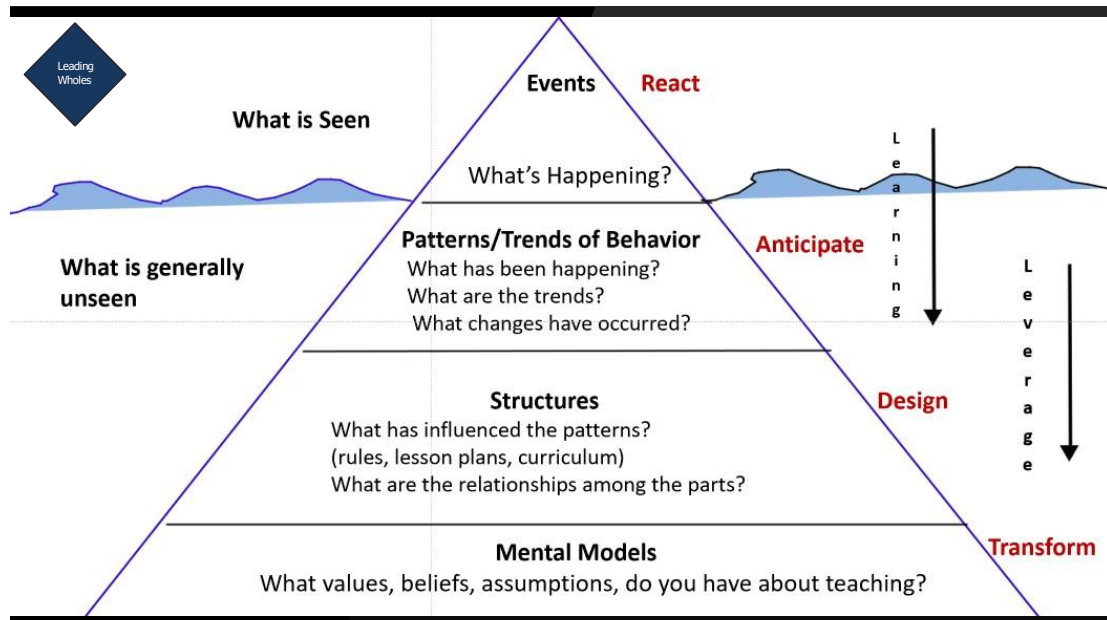 Leading
Wholes
Events
React
What is Seen
What's Happening?
Patterns/Trends of Behavior
Anticipate
What is generally
unseen
What has been happening?
What are the trends?
What changes have occurred?
Learning
Leverage
Structures
Design
What has influenced the patterns?
(rules, lesson plans, curriculum)
What are the relationships among the parts?
Mental Models
Transform
What values, beliefs, assumptions, do you have about teaching?